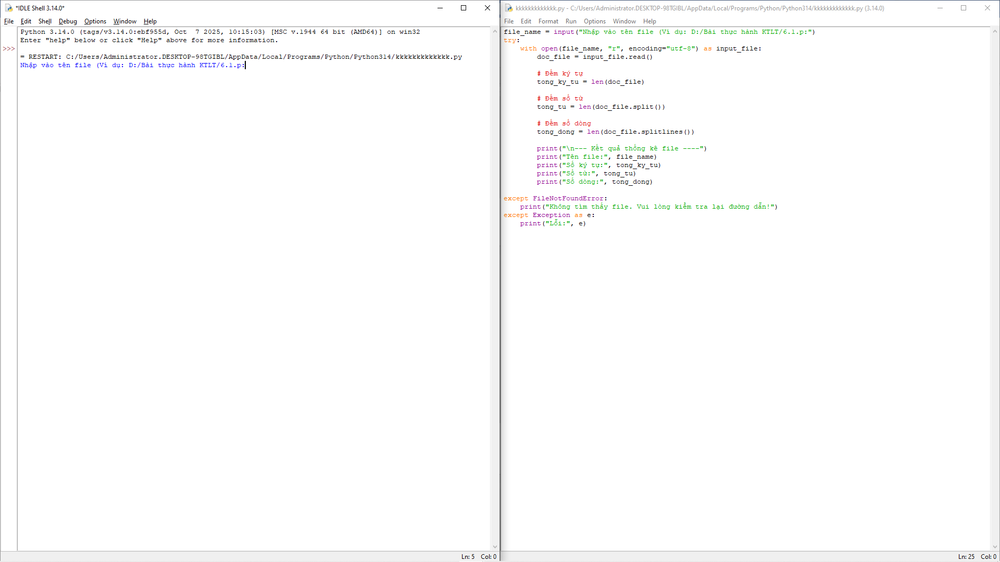 *IDLE Shell 3.14.0*
File Edit Shell Debug Options Window Help
Python 3.14.0 (tags/v3.14.0:ebf955d, Oct  7 2025, 10:15:03) [MSC v.1944 64 bit (AMD64)] on win32
Enter "help" below or click "Help" above for more information.
>>>
= RESTART: C:/Users/Administrator.DESKTOP-98TGIBL/AppData/Local/Programs/Python/Python314/kkkkkkkkkkkkk.py
Nhập vào tên file (Ví dụ: D:/Bài thực hành KTLT/6.1.p:
Ln: 5 Col: 0
kkkkkkkkkkkkk.py - C:/Users/Administrator.DESKTOP-98TGIBL/AppData/Local/Programs/Python/Python314/kkkkkkkkkkkkk.py (3.14.0)
File Edit Format Run Options Window Help
file_name = input("Nhập vào tên file (Ví dụ: D:/Bài thực hành KTLT/6.1.p:")
try:
    with open(file_name, "r", encoding="utf-8") as input_file:
        doc_file = input_file.read()
        # Đếm ký tự
        tong_ky_tu = len(doc_file)
        # Đếm số từ
        tong_tu = len(doc_file.split())
        # Đếm số dòng
        tong_dong = len(doc_file.splitlines())
        print("\n--- Kết quả thống kê file ----")
        print("Tên file:", file_name)
        print("Số ký tự:", tong_ky_tu)
        print("Số từ:", tong_tu)
        print("Số dòng:", tong_dong)
except FileNotFoundError:
    print("Không tìm thấy file. Vui lòng kiểm tra lại đường dẫn!")
except Exception as e:
    print("Lỗi:", e)
Ln: 25 Col: 0